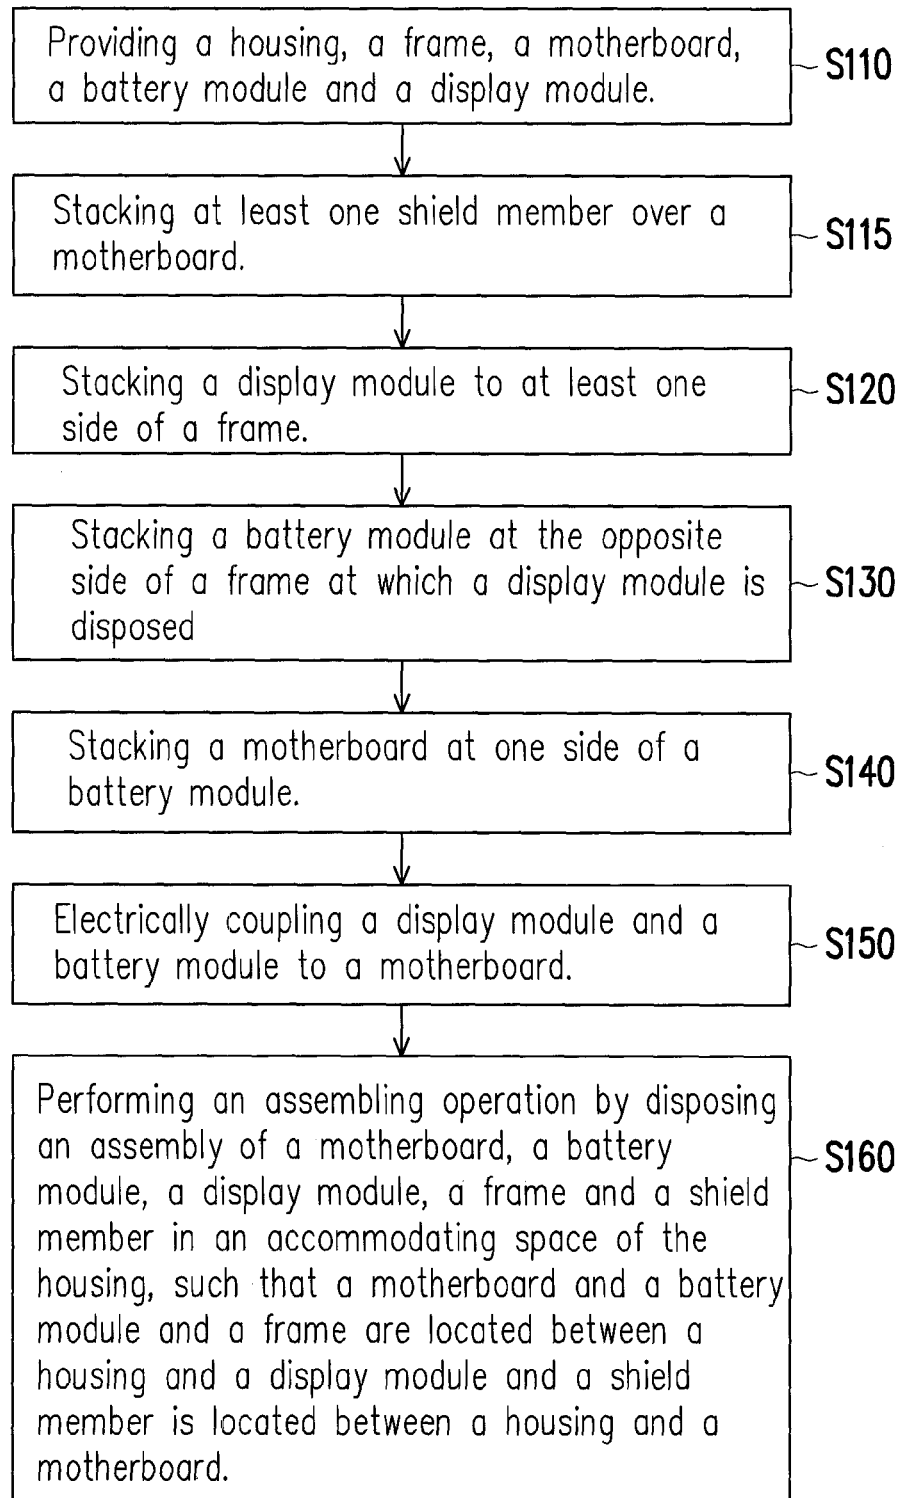 Providing a housing, a frame, a motherboard,
a battery module and a display module.
S110
Stacking at least one shield member over a
motherboard.
S115
Stacking a display module to at least one
side of a frame.
S120
Stacking a battery module at the opposite
side of a frame at which a display module is
disposed
S130
Stacking a motherboard at one side of a
battery module.
S140
Electrically coupling a display module and a
battery module to a motherboard.
S150
Performing an assembling operation by disposing
an assembly of a motherboard, a battery
module, a display module, a frame and a shield
member in an accommodating space of the
housing, such that a motherboard and a battery
module and a frame are located between a
housing and a display module and a shield
member is located between a housing and a
motherboard.
S160